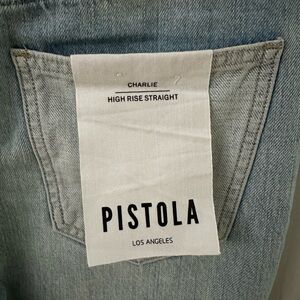 CHARLIE
HIGH RISE STRAIGHT
PISTOLA
LOS ANGELES